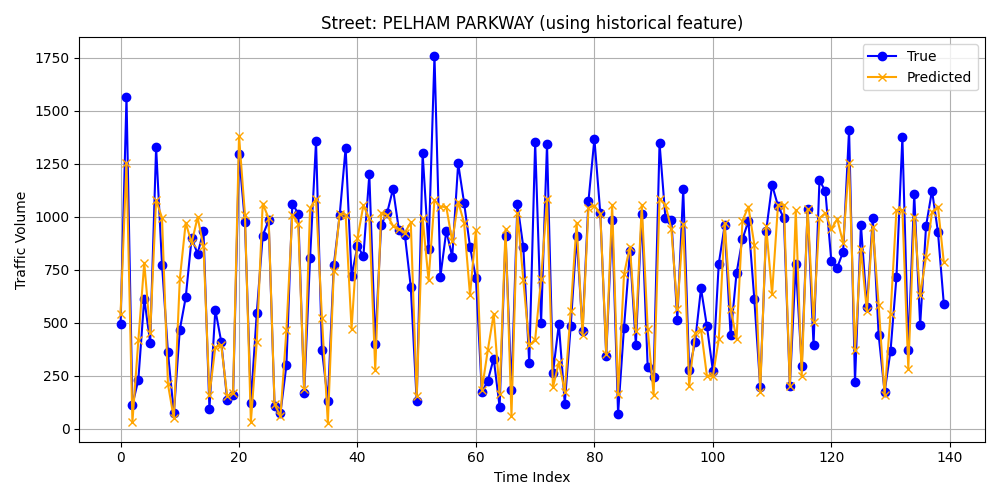 Street: PELHAM PARKWAY (using historical feature)
True
Predicted
Traffic Volume
1750
1500
1250
1000
750
500
250
0
0 20 40 60 80 100 120 140
Time Index